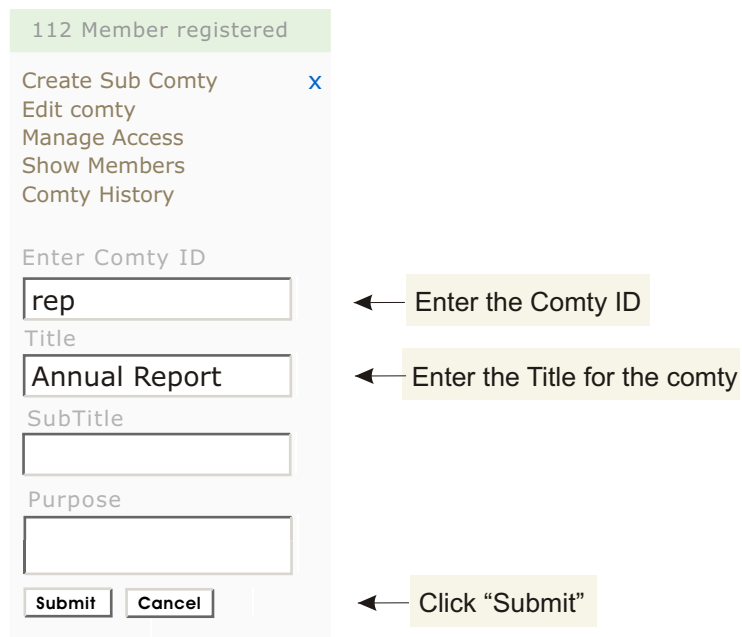 112 Member registered
Create Sub Comty x
Edit comty
Manage Access
Show Members
Comty History
Enter Comty ID
rep Enter the Comty ID
Title
Annual Report Enter the Title for the comty
SubTitle
Purpose
Submit Cancel Click “Submit”